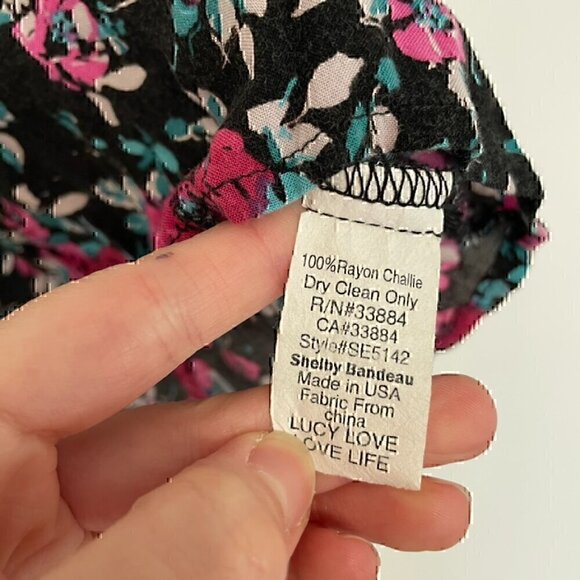 100%Rayon Challie
Dry Clean Only
R/N#33884
CA#33884
Style#SE5142
Shelby Bandeau
Made in USA
Fabric From
china
LUCY LOVE
LOVE LIFE